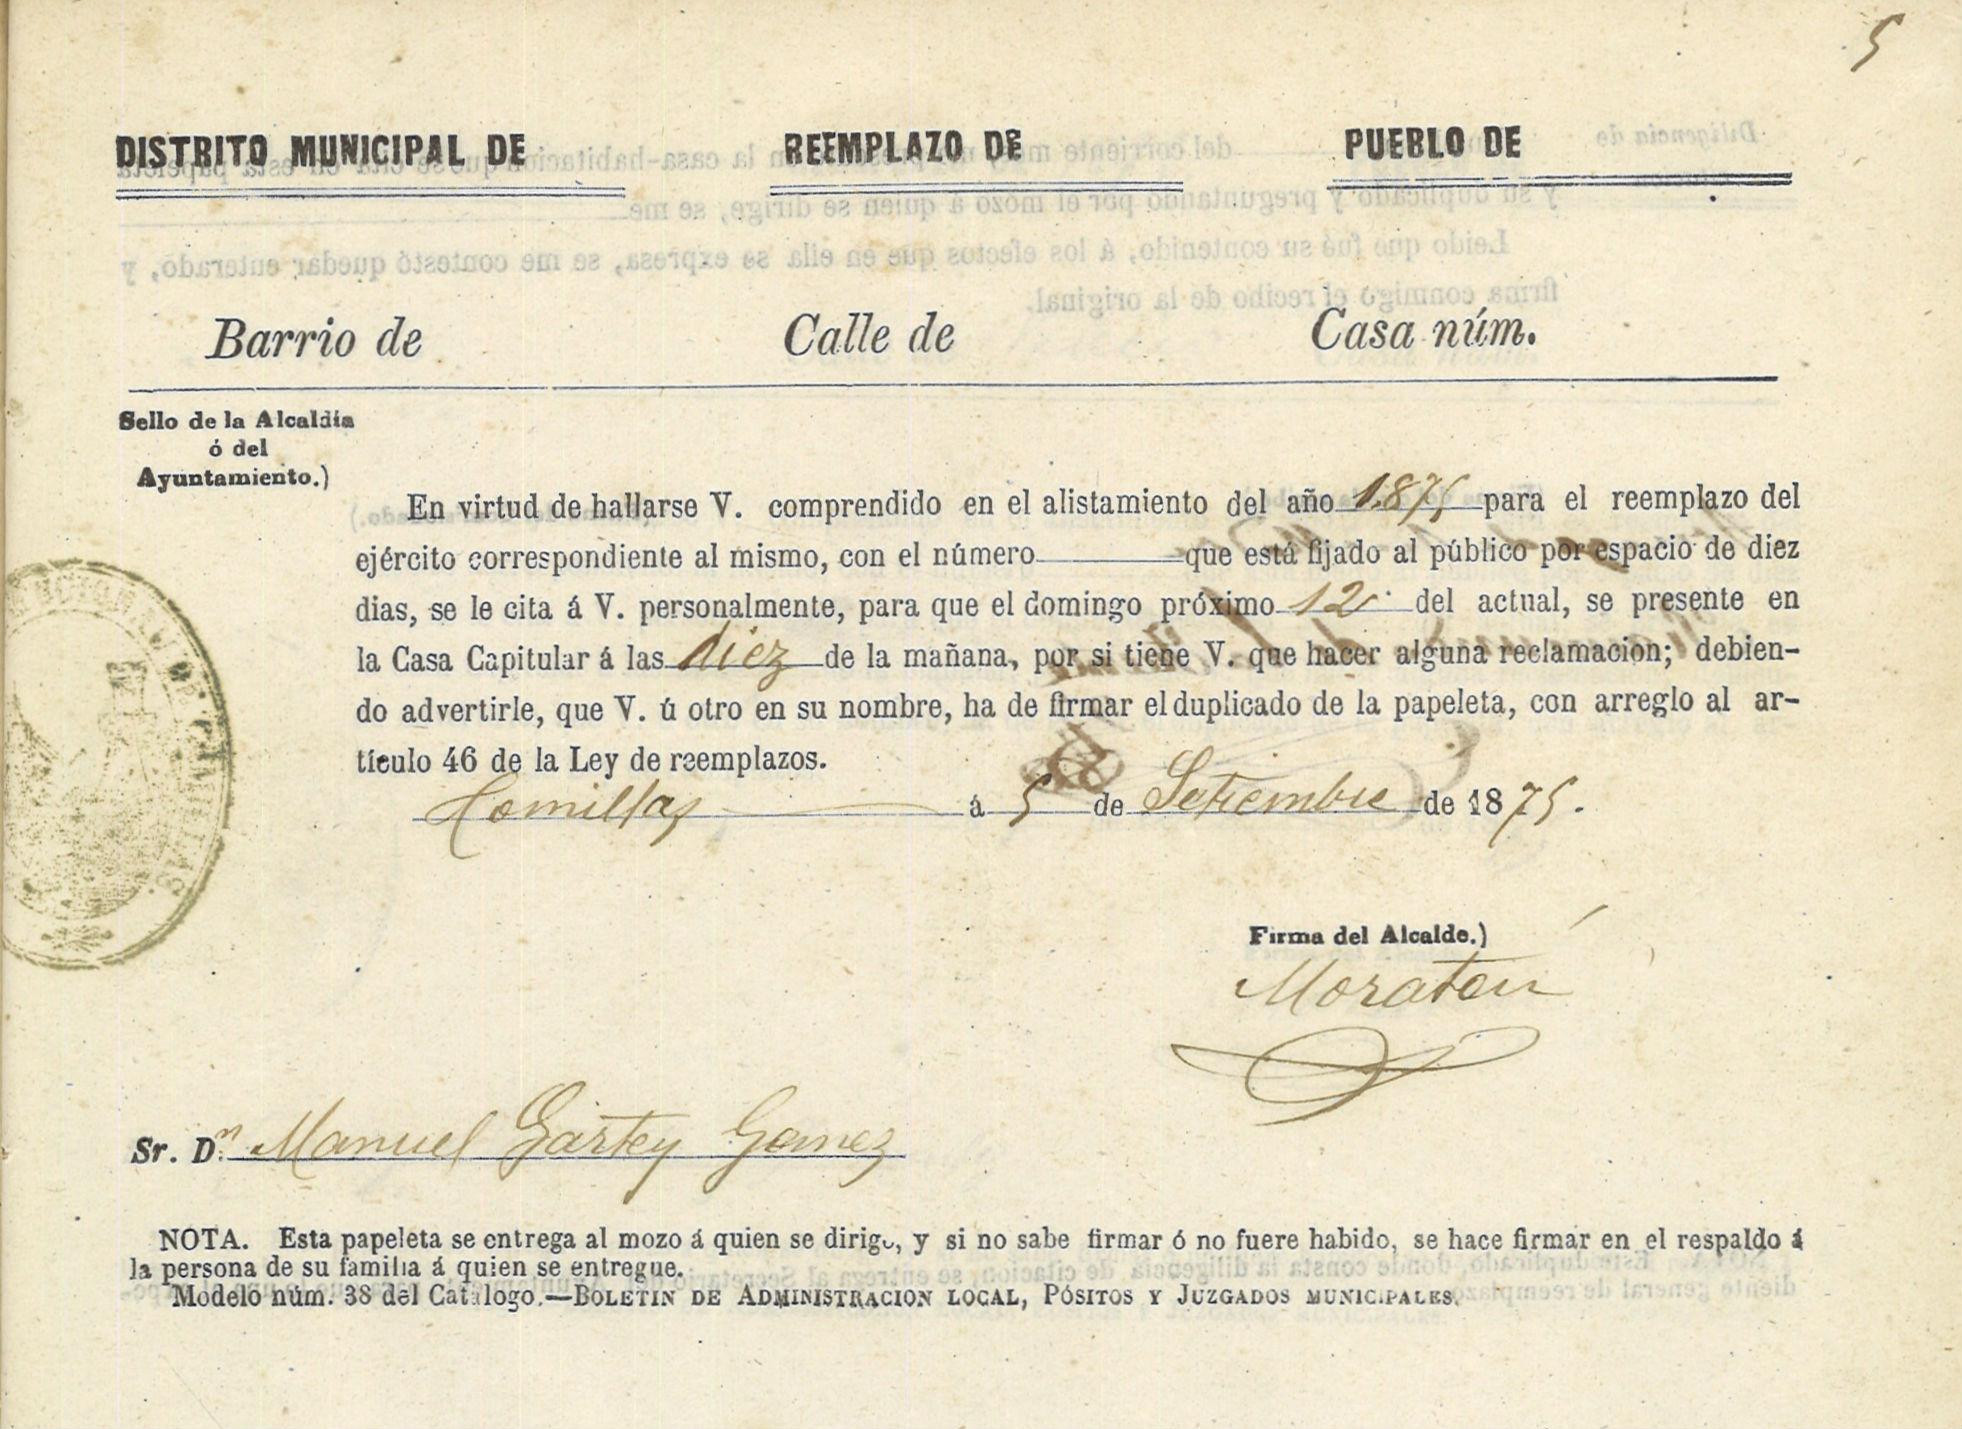 5
DISTRITO MUNICIPAL DE REEMPLAZO DE PUEBLO DE
Barrio de Calle de Casa núm.
Sello de la Alcaldía
ó del
Ayuntamiento.)
En virtud de hallarse V. comprendido en el alistamiento del año 1875 para el reemplazo del
ejército correspondiente al mismo, con el número que está fijado al público por espacio de diez
dias, se le cita á V. personalmente, para que el domingo próximo 12 del actual, se presente en
la Casa Capitular á las diez de la mañana, por si tiene V. que hacer alguna reclamacion; debien-
do advertirle, que V. ú otro en su nombre, ha de firmar el duplicado de la papeleta, con arreglo al ar-
tículo 46 de la Ley de reemplazos.
Comillas á 5 de Setiembre de 1875.
Firma del Alcalde.)
Sr. Dn Manuel Gomez
NOTA. Esta papeleta se entrega al mozo á quien se dirige, y si no sabe firmar ó no fuere habido, se hace firmar en el respaldo á
la persona de su familia á quien se entregue.
Modelo núm. 38 del Catálogo.—BOLETIN DE ADMINISTRACION LOCAL, PÓSITOS Y JUZGADOS MUNICIPALES.